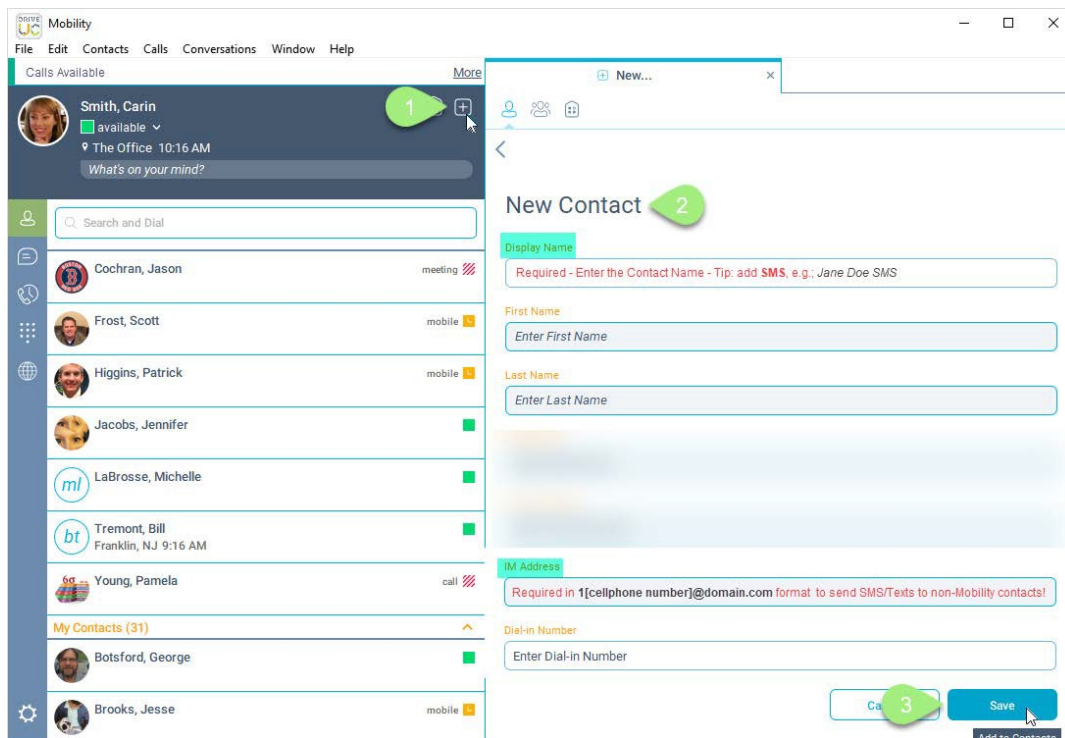 DRIVE
UC
Mobility
File Edit Contacts Calls Conversations Window Help
Calls Available
More
Smith, Carin
available
The Office 10:16 AM
What's on your mind?
1
Search and Dial
Cochran, Jason
meeting
Frost, Scott
mobile
Higgins, Patrick
mobile
Jacobs, Jennifer
ml
LaBrosse, Michelle
bt
Tremont, Bill
Franklin, NJ 9:16 AM
6σ
Young, Pamela
call
My Contacts (31)
Botsford, George
Brooks, Jesse
mobile
New...
New Contact
2
Display Name
Required - Enter the Contact Name - Tip: add SMS, e.g.; Jane Doe SMS
First Name
Enter First Name
Last Name
Enter Last Name
IM Address
Required in 1[cellphone number]@domain.com format to send SMS/Texts to non-Mobility contacts!
Dial-in Number
Enter Dial-in Number
Ca
3
Save
Add to Contacts